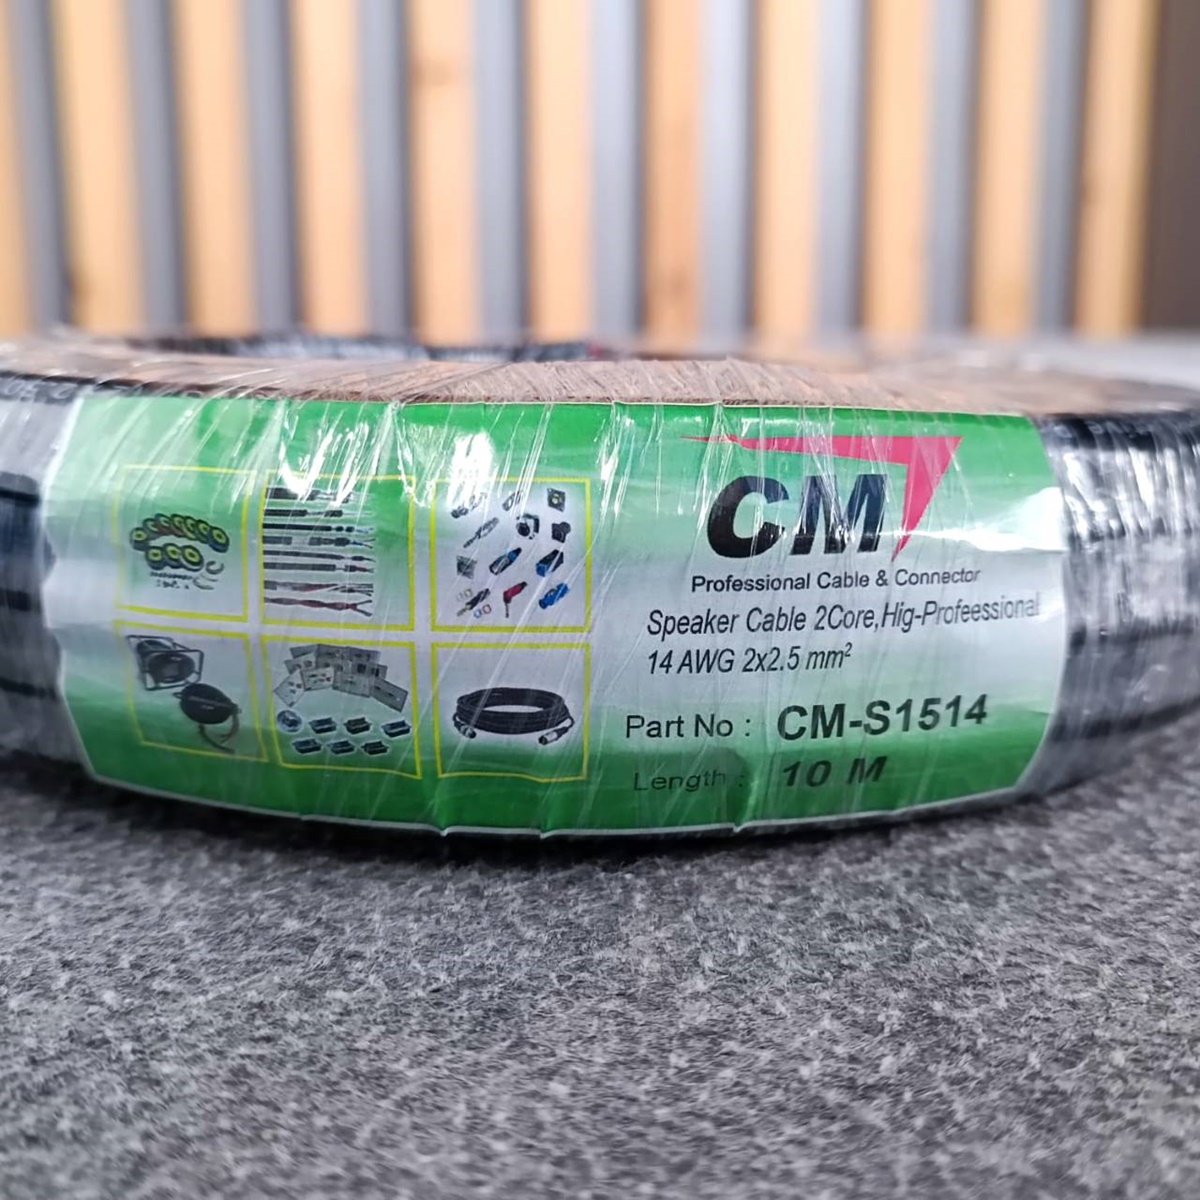 CM
Professional Cable & Connector
Speaker Cable 2Core,Hig-Profeessional
14 AWG 2x2.5 mm²
Part No : CM-S1514
Length : 10 M